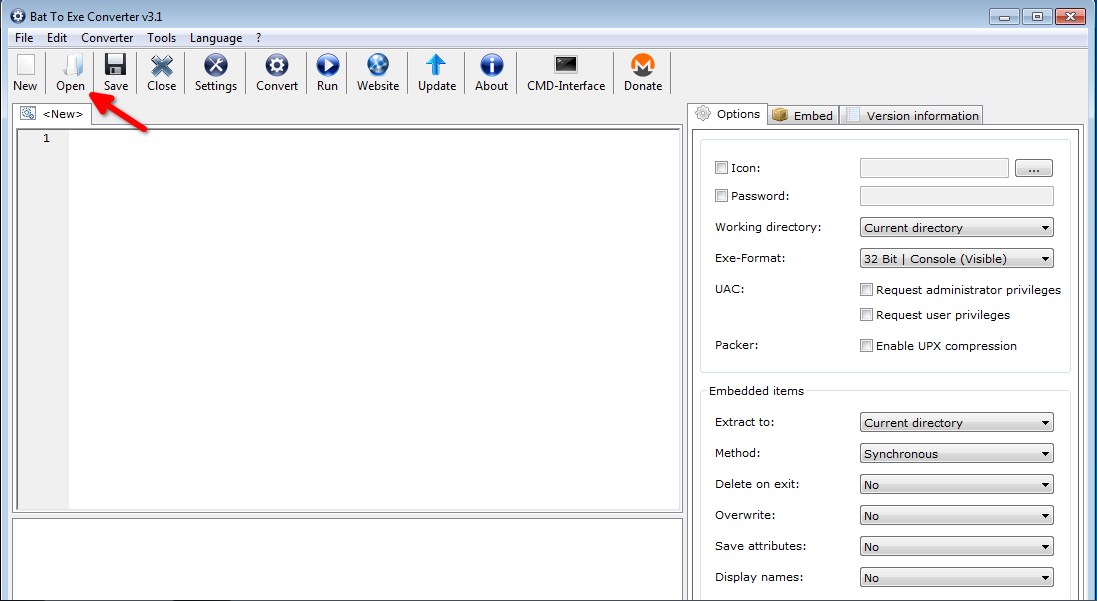 Bat To Exe Converter v3.1
File Edit Converter Tools Language ?
New Open Save Close Settings Convert Run Website Update About CMD-Interface Donate
<New>
1
Options Embed Version information
Icon: ...
Password:
Working directory: Current directory
Exe-Format: 32 Bit | Console (Visible)
UAC: Request administrator privileges
Request user privileges
Packer: Enable UPX compression
Embedded items
Extract to: Current directory
Method: Synchronous
Delete on exit: No
Overwrite: No
Save attributes: No
Display names: No